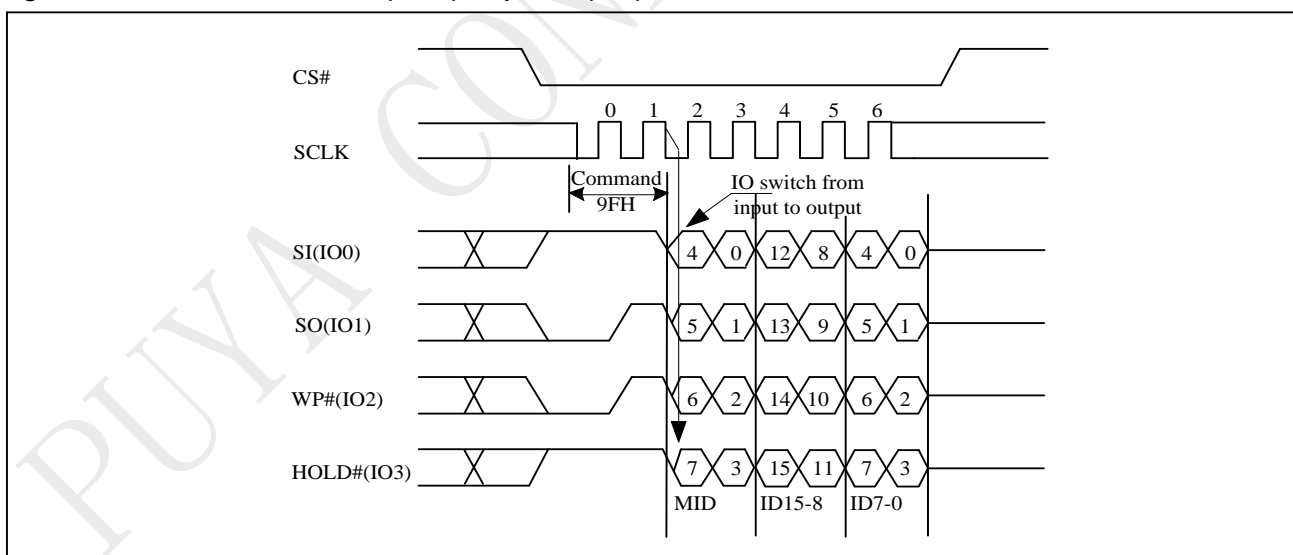 CS#
0 1 2 3 4 5 6
SCLK
Command
9FH
IO switch from
input to output
SI(IO0)
4 0 12 8 4 0
SO(IO1)
5 1 13 9 5 1
WP#(IO2)
6 2 14 10 6 2
HOLD#(IO3)
7 3 15 11 7 3
MID ID15-8 ID7-0
PUYA CON